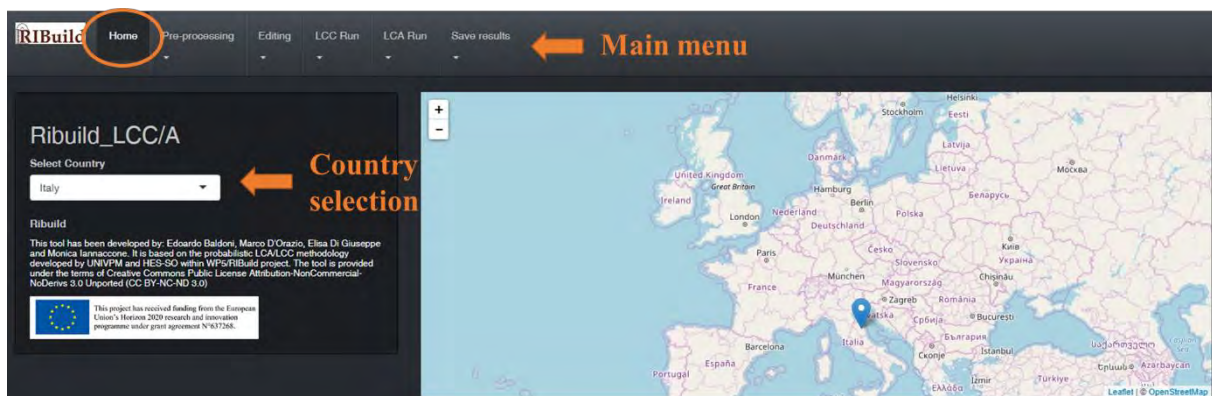 RIBuild
Home
Pre-processing
Editing
LCC Run
LCA Run
Save results
Main menu
Ribuild_LCC/A
Select Country
Italy
Country
selection
Ribuild
This tool has been developed by: Edoardo Baldoni, Marco D'Orazio, Elisa Di Giuseppe
and Monica Iannaccone. It is based on the probabilistic LCA/LCC methodology
developed by UNIVPM and HES-SO within WP5/RIBuild project. The tool is provided
under the terms of Creative Commons Public License Attribution-NonCommercial-
NoDerivs 3.0 Unported (CC BY-NC-ND 3.0)
This project has received funding from the European
Union's Horizon 2020 research and innovation
programme under grant agreement N°637268.
+
-
Helsinki
Stockholm
Eesti
Latvija
Danmark
Lietuva
Москва
United Kingdom
Great Britain
Ireland
Hamburg
Беларусь
Berlin
London
Nederland
Polska
Deutschland
Paris
Česko
Київ
Slovensko
Україна
München
Chișinău
France
Magyarország
Zagreb
România
Србија
București
Barcelona
Italia
България
España
Скопје
İstanbul
Portugal
İzmir
Türkiye
Ελλάδα
Azərbaycan
Leaflet | © OpenStreetMap